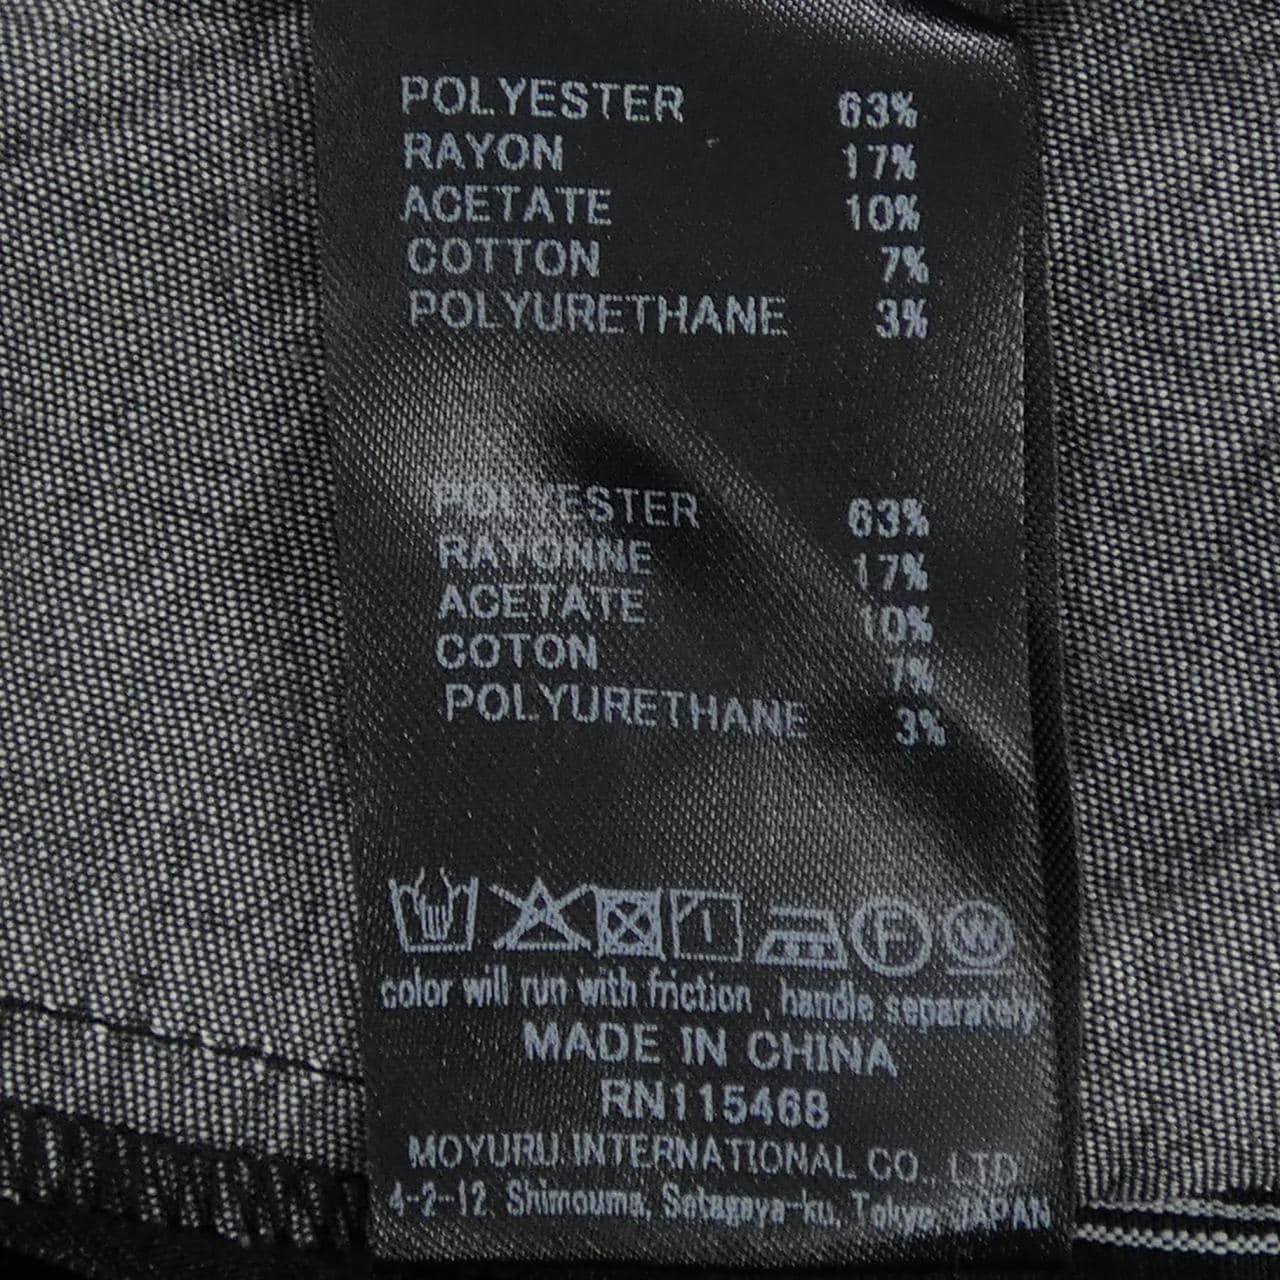 POLYESTER 63%
RAYON 17%
ACETATE 10%
COTTON 7%
POLYURETHANE 3%
POLYESTER 63%
RAYONNE 17%
ACETATE 10%
COTON 7%
POLYURETHANE 3%
1 F W
color will run with friction , handle separately
MADE IN CHINA
RN115468
MOYURU INTERNATIONAL CO., LTD
4-2-12, Shimouma, Setagaya-ku, Tokyo, JAPAN